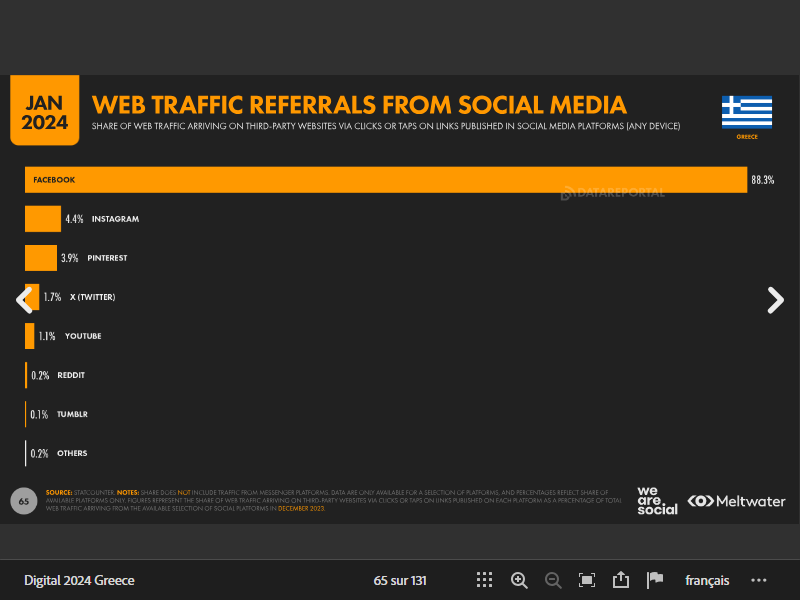 JAN
2024
WEB TRAFFIC REFERRALS FROM SOCIAL MEDIA
SHARE OF WEB TRAFFIC ARRIVING ON THIRD-PARTY WEBSITES VIA CLICKS OR TAPS ON LINKS PUBLISHED IN SOCIAL MEDIA PLATFORMS (ANY DEVICE)
GREECE
FACEBOOK 88.3%
DATAREPORTAL
4.4% INSTAGRAM
3.9% PINTEREST
1.7% X (TWITTER)
1.1% YOUTUBE
0.2% REDDIT
0.1% TUMBLR
0.2% OTHERS
65
SOURCE: STATCOUNTER. NOTES: SHARE DOES NOT INCLUDE TRAFFIC FROM MESSENGER PLATFORMS. DATA ARE ONLY AVAILABLE FOR A SELECTION OF PLATFORMS, AND PERCENTAGES REFLECT SHARE OF
AVAILABLE PLATFORMS ONLY. FIGURES REPRESENT THE SHARE OF WEB TRAFFIC ARRIVING ON THIRD-PARTY WEBSITES VIA CLICKS OR TAPS ON LINKS PUBLISHED ON EACH PLATFORM AS A PERCENTAGE OF TOTAL
WEB TRAFFIC ARRIVING FROM THE AVAILABLE SELECTION OF SOCIAL PLATFORMS IN DECEMBER 2023.
we
are.
social
Meltwater
Digital 2024 Greece
65 sur 131
français